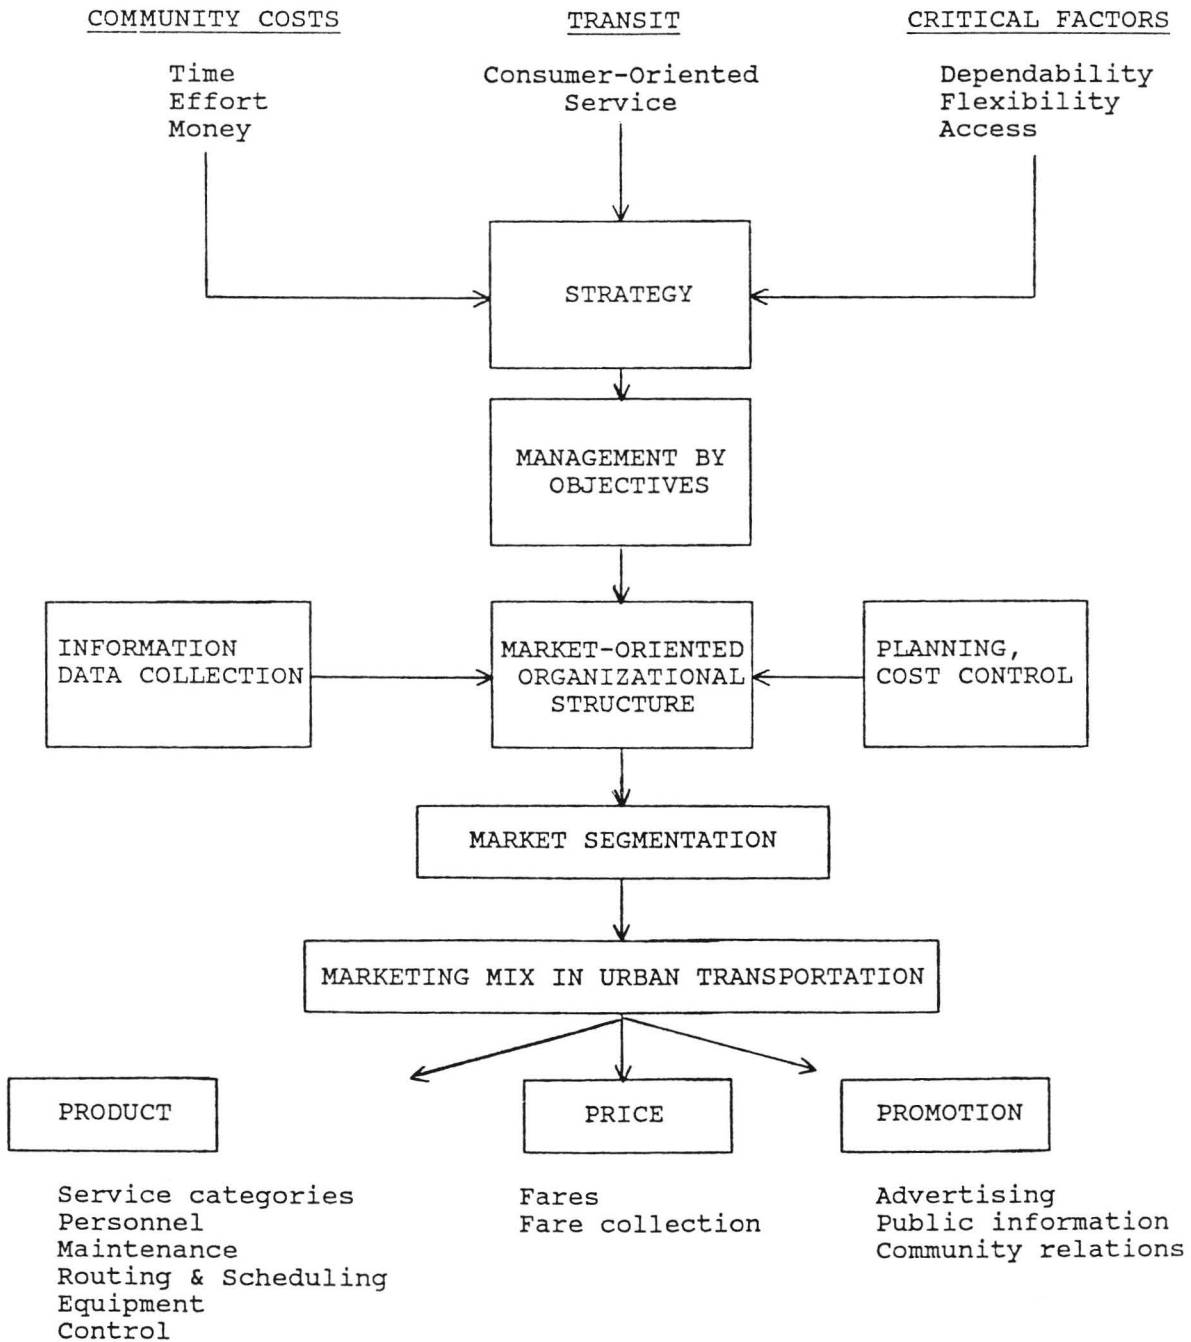 COMMUNITY COSTS
Time
Effort
Money
TRANSIT
Consumer-Oriented
Service
CRITICAL FACTORS
Dependability
Flexibility
Access
STRATEGY
MANAGEMENT BY
OBJECTIVES
INFORMATION
DATA COLLECTION
MARKET-ORIENTED
ORGANIZATIONAL
STRUCTURE
PLANNING,
COST CONTROL
MARKET SEGMENTATION
MARKETING MIX IN URBAN TRANSPORTATION
PRODUCT
Service categories
Personnel
Maintenance
Routing & Scheduling
Equipment
Control
PRICE
Fares
Fare collection
PROMOTION
Advertising
Public information
Community relations